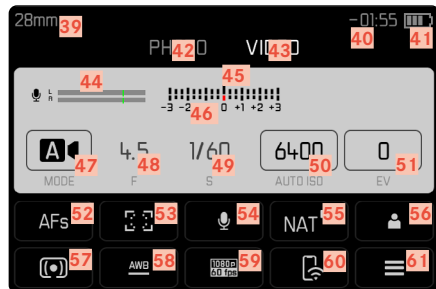 28mm 39 -01:55 40 41
PHOTO 42 VIDEO 43
44 45
L
R
-3 -2 0 +1 +2 +3
46
A 47 4.5 48 1/60 49 6400 50 0 51
MODE F S AUTO ISO EV
AFs 52 53 54 NAT 55 56
57 AWB 58 1080p 60 fps 59 60 61